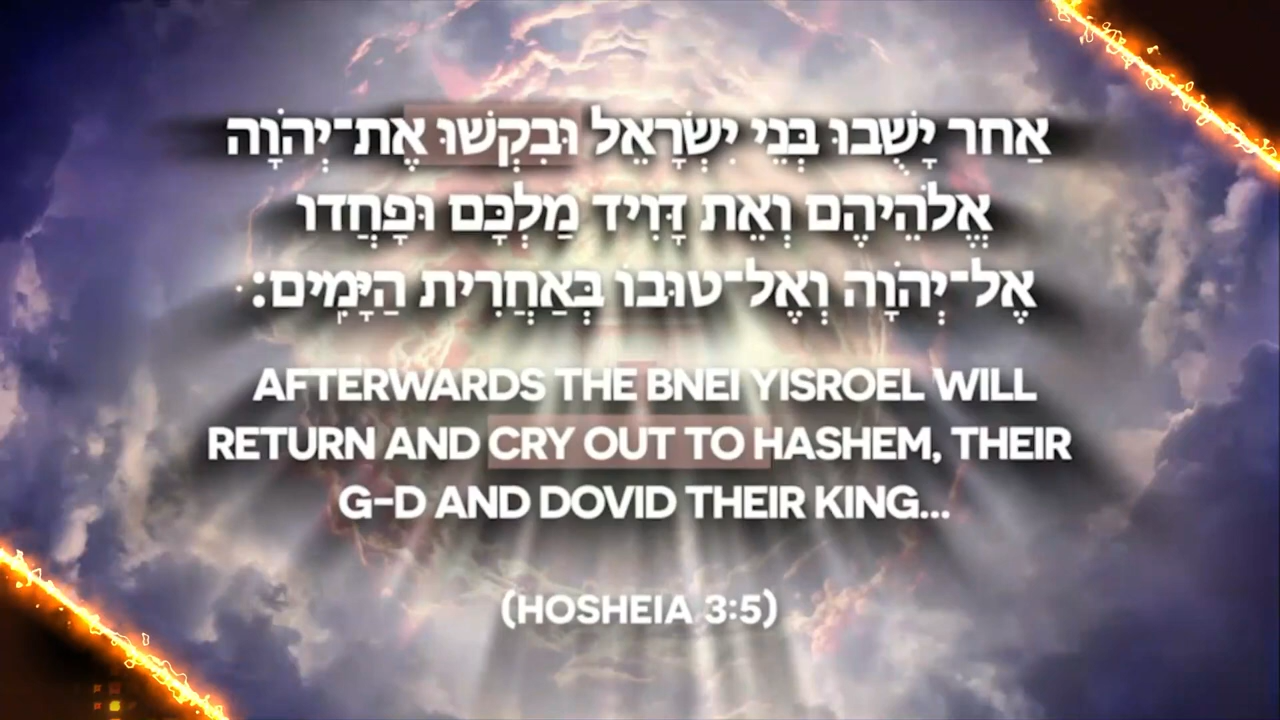 אַחר יָשֻׁבוּ בְּנֵי יִשְׂרָאֵל וּבִקְשׁוּ אֶת־יְהֹוָה
אֱלֹהֵיהֶם וְאֵת דָּוִיד מַלְכָּם וּפָחֲדוּ
אֶל־יְהֹוָה וְאֶל־טוּבוֹ בְּאַחֲרִית הַיָּמִֽים׃
AFTERWARDS THE BNEI YISROEL WILL
RETURN AND CRY OUT TO HASHEM, THEIR
G-D AND DOVID THEIR KING...
(HOSHEIA 3:5)